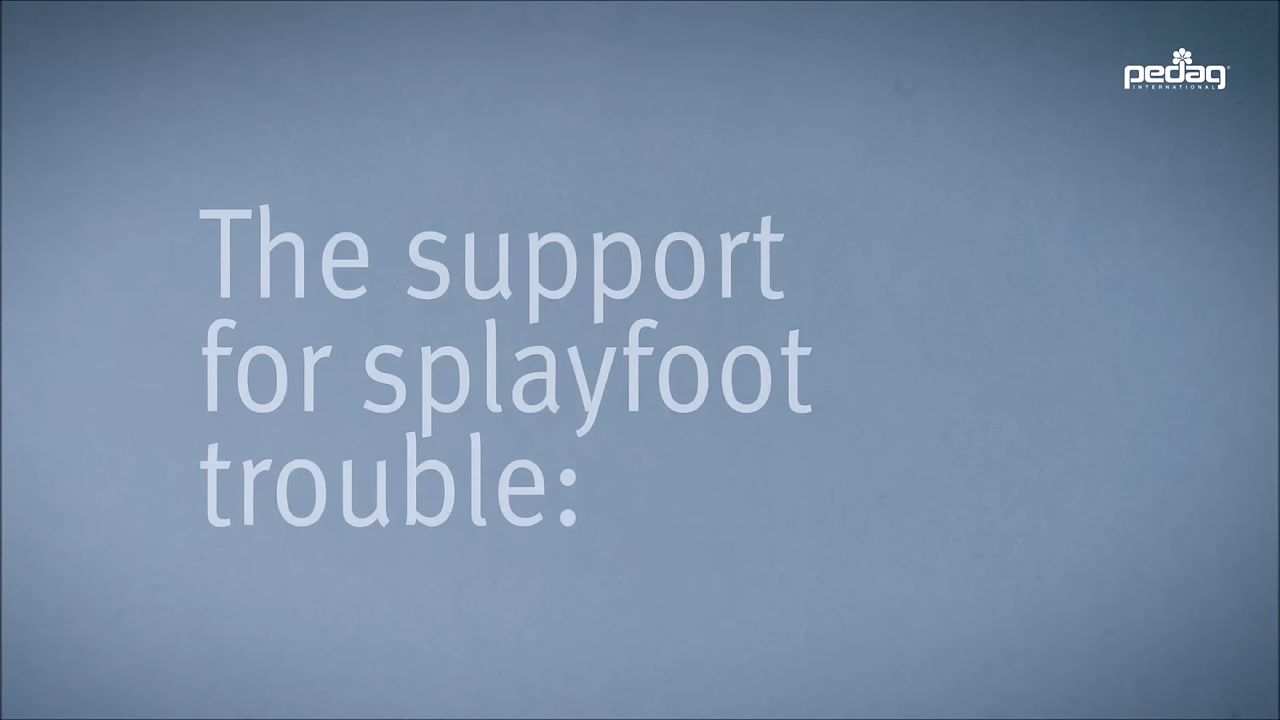 pedag
INTERNATIONAL
The support
for splayfoot
trouble: